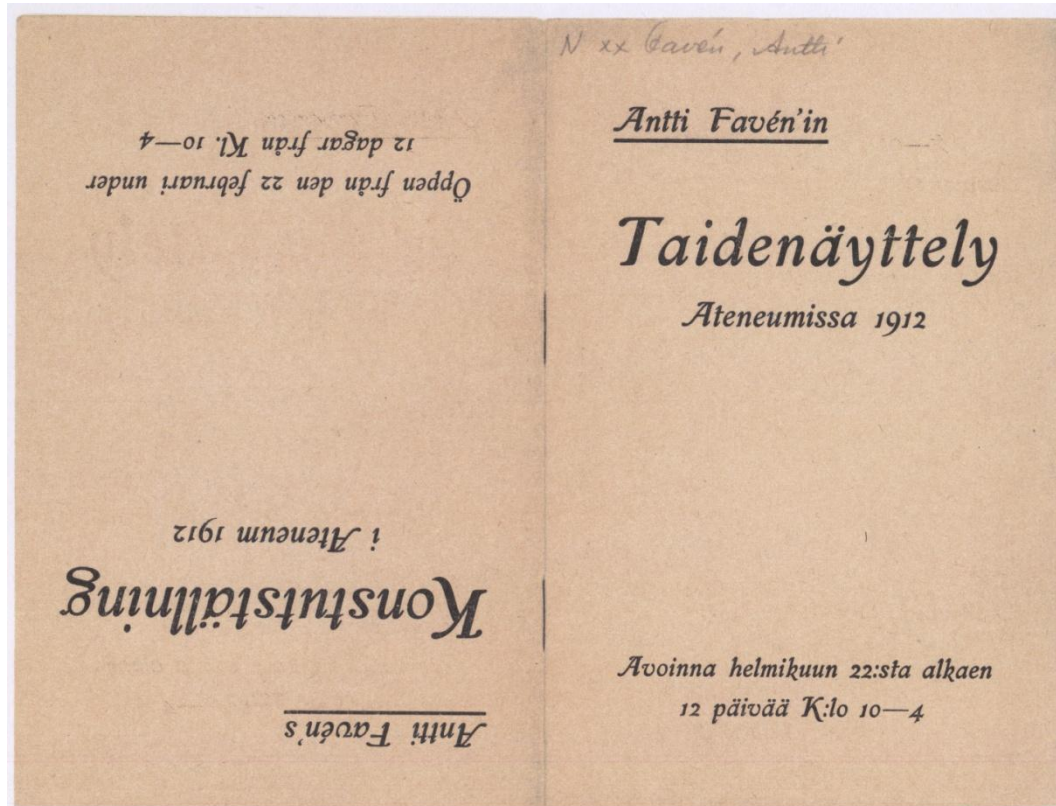 N xx Favén, Antti
Antti Favén'in
Taidenäyttely
Ateneumissa 1912
Avoinna helmikuun 22:sta alkaen
12 päivää K:lo 10—4
Antti Favén's
Konstutställning
i Ateneum 1912
Öppen från den 22 februari under
12 dagar från Kl. 10—4